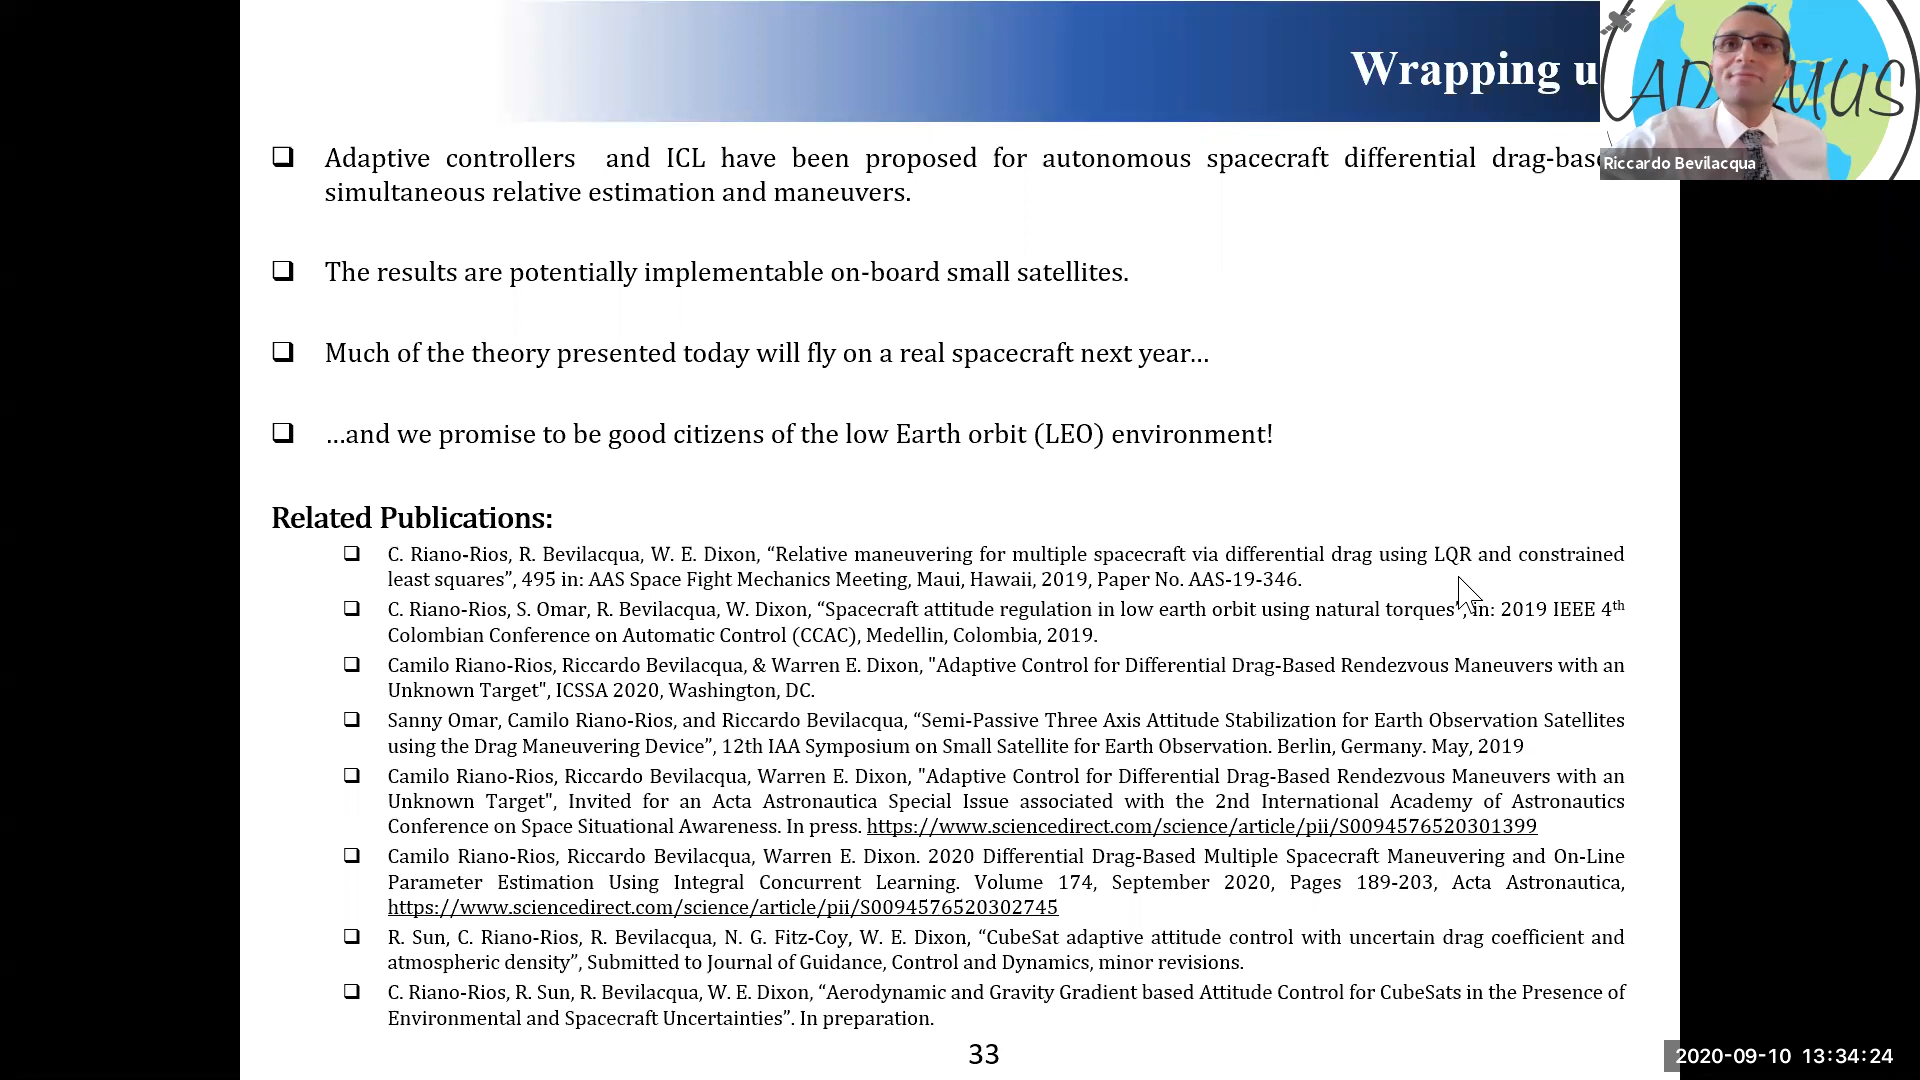 Wrapping u
AD MUS
Riccardo Bevilacqua
❑ Adaptive controllers and ICL have been proposed for autonomous spacecraft differential drag-base
simultaneous relative estimation and maneuvers.
❑ The results are potentially implementable on-board small satellites.
❑ Much of the theory presented today will fly on a real spacecraft next year…
❑ …and we promise to be good citizens of the low Earth orbit (LEO) environment!
Related Publications:
❑ C. Riano-Rios, R. Bevilacqua, W. E. Dixon, “Relative maneuvering for multiple spacecraft via differential drag using LQR and constrained
least squares”, 495 in: AAS Space Fight Mechanics Meeting, Maui, Hawaii, 2019, Paper No. AAS-19-346.
❑ C. Riano-Rios, S. Omar, R. Bevilacqua, W. Dixon, “Spacecraft attitude regulation in low earth orbit using natural torques”, in: 2019 IEEE 4th
Colombian Conference on Automatic Control (CCAC), Medellin, Colombia, 2019.
❑ Camilo Riano-Rios, Riccardo Bevilacqua, & Warren E. Dixon, "Adaptive Control for Differential Drag-Based Rendezvous Maneuvers with an
Unknown Target", ICSSA 2020, Washington, DC.
❑ Sanny Omar, Camilo Riano-Rios, and Riccardo Bevilacqua, “Semi-Passive Three Axis Attitude Stabilization for Earth Observation Satellites
using the Drag Maneuvering Device”, 12th IAA Symposium on Small Satellite for Earth Observation. Berlin, Germany. May, 2019
❑ Camilo Riano-Rios, Riccardo Bevilacqua, Warren E. Dixon, "Adaptive Control for Differential Drag-Based Rendezvous Maneuvers with an
Unknown Target", Invited for an Acta Astronautica Special Issue associated with the 2nd International Academy of Astronautics
Conference on Space Situational Awareness. In press. https://www.sciencedirect.com/science/article/pii/S0094576520301399
❑ Camilo Riano-Rios, Riccardo Bevilacqua, Warren E. Dixon. 2020 Differential Drag-Based Multiple Spacecraft Maneuvering and On-Line
Parameter Estimation Using Integral Concurrent Learning. Volume 174, September 2020, Pages 189-203, Acta Astronautica,
https://www.sciencedirect.com/science/article/pii/S0094576520302745
❑ R. Sun, C. Riano-Rios, R. Bevilacqua, N. G. Fitz-Coy, W. E. Dixon, “CubeSat adaptive attitude control with uncertain drag coefficient and
atmospheric density”, Submitted to Journal of Guidance, Control and Dynamics, minor revisions.
❑ C. Riano-Rios, R. Sun, R. Bevilacqua, W. E. Dixon, “Aerodynamic and Gravity Gradient based Attitude Control for CubeSats in the Presence of
Environmental and Spacecraft Uncertainties”. In preparation.
33
2020-09-10 13:34:24